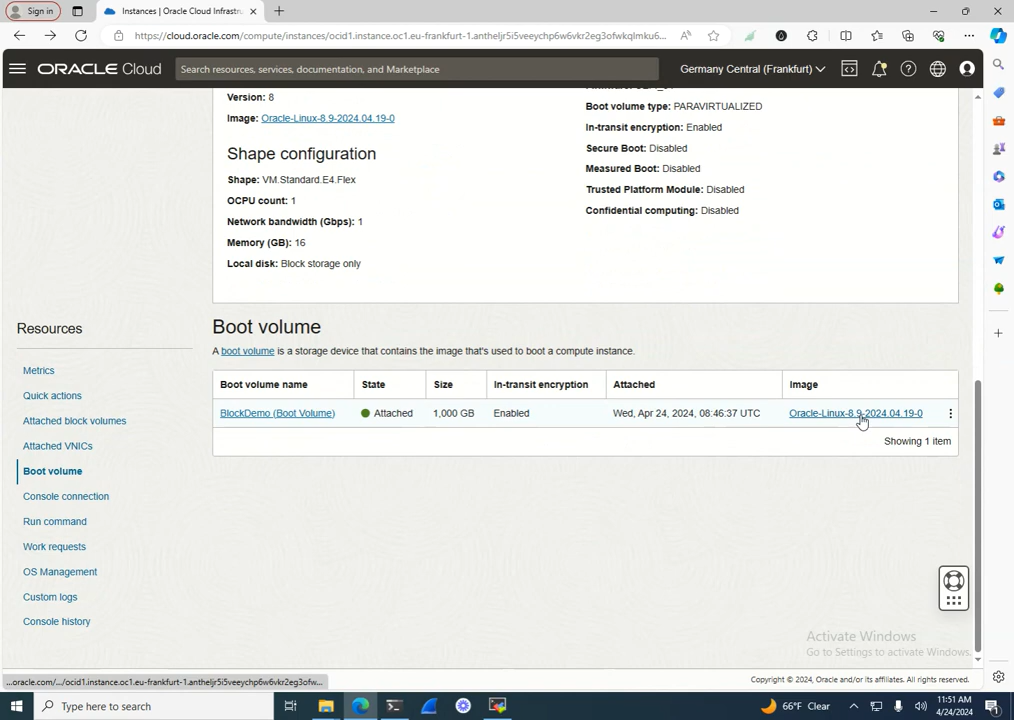 Sign in
Instances | Oracle Cloud Infrastru
https://cloud.oracle.com/compute/instances/ocid1.instance.oc1.eu-frankfurt-1.antheljr5i5veeychpg6w6vkr2eg3ofwkqlmku6...
ORACLE Cloud
Search resources, services, documentation, and Marketplace
Germany Central (Frankfurt)
Version: 8
Image: Oracle-Linux-8.9-2024.04.19-0
Shape configuration
Shape: VM.Standard.E4.Flex
OCPU count: 1
Network bandwidth (Gbps): 1
Memory (GB): 16
Local disk: Block storage only
Boot volume type: PARAVIRTUALIZED
In-transit encryption: Enabled
Secure Boot: Disabled
Measured Boot: Disabled
Trusted Platform Module: Disabled
Confidential computing: Disabled
Resources
Metrics
Quick actions
Attached block volumes
Attached VNICs
Boot volume
Console connection
Run command
Work requests
OS Management
Custom logs
Console history
Boot volume
A boot volume is a storage device that contains the image that's used to boot a compute instance.
Boot volume name State Size In-transit encryption Attached Image
BlockDemo (Boot Volume) Attached 1,000 GB Enabled Wed, Apr 24, 2024, 08:46:37 UTC Oracle-Linux-8.9-2024.04.19-0
Showing 1 item
Activate Windows
Go to Settings to activate Windows.
...oracle.com/.../ocid1.instance.oc1.eu-frankfurt-1.antheljr5i5veeychpg6w6vkr2eg3ofw...
Copyright © 2024, Oracle and/or its affiliates. All rights reserved.
Type here to search
66°F Clear
11:51 AM
4/24/2024
1